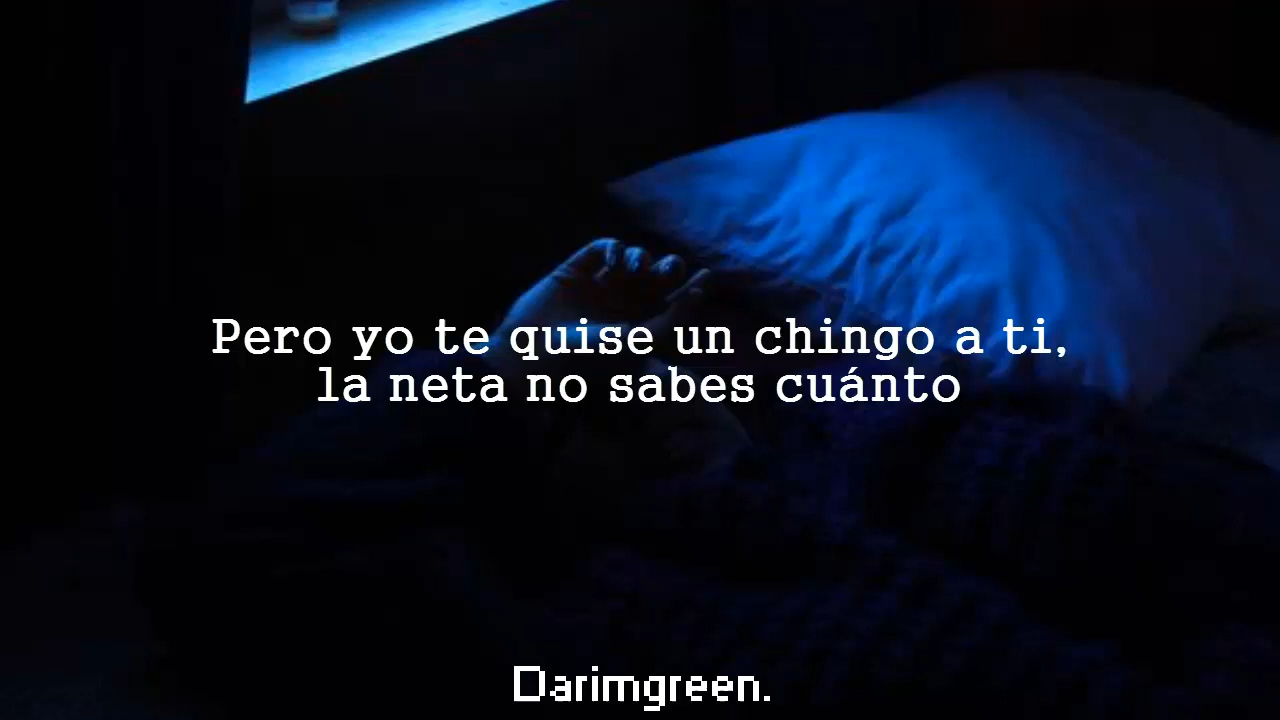 Pero yo te quise un chingo a ti,
la neta no sabes cuánto
Darimgreen.